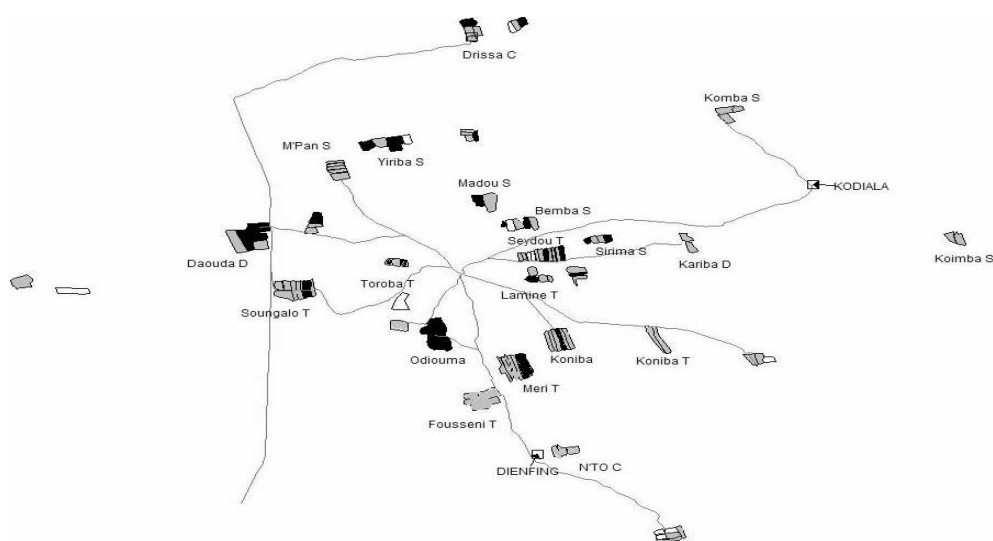 Drissa C
Komba S
M'Pan S
Yiriba S
Madou S
KODIALA
Bemba S
Seydou T
Sirima S
Kariba D
Koimba S
Daouda D
Toroba T
Lamine T
Soungalo T
Odiouma
Koniba
Koniba T
Meri T
Fousseni T
DIENFING
N'TO C